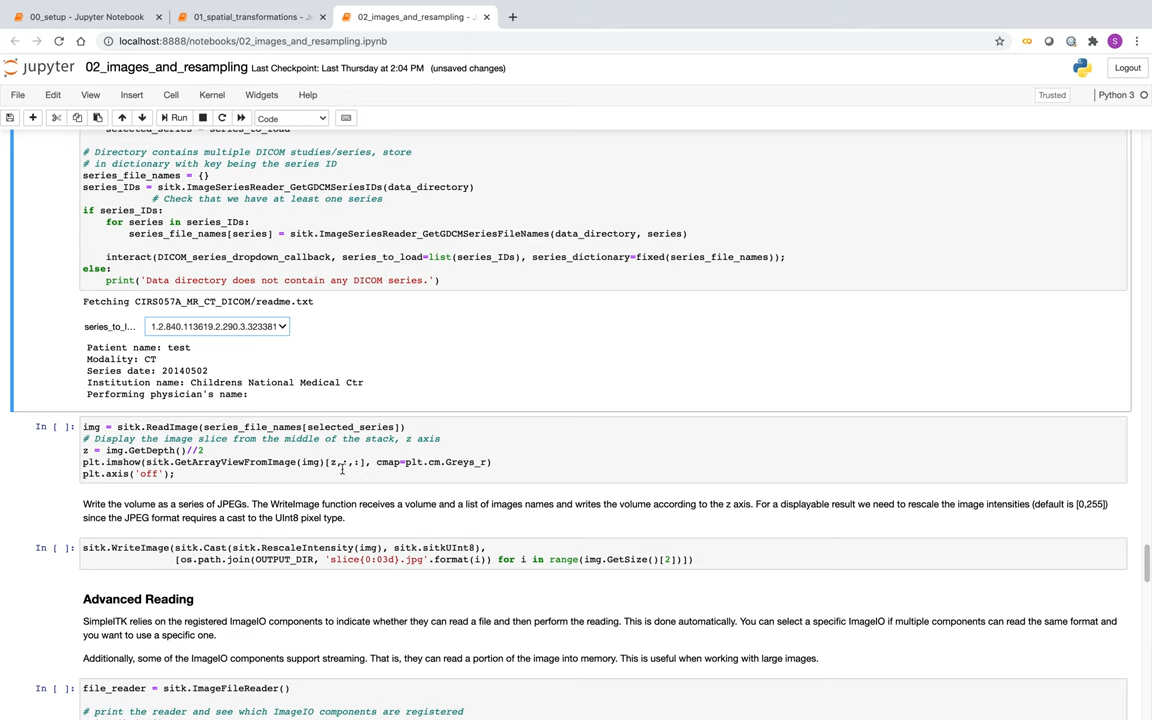 00_setup - Jupyter Notebook
01_spatial_transformations - Ju
02_images_and_resampling - J
localhost:8888/notebooks/02_images_and_resampling.ipynb
S
jupyter 02_images_and_resampling Last Checkpoint: Last Thursday at 2:04 PM (unsaved changes)
Logout
File Edit View Insert Cell Kernel Widgets Help
Trusted
Python 3
Run
Code
selected_series = series_to_load
# Directory contains multiple DICOM studies/series, store
# in dictionary with key being the series ID
series_file_names = {}
series_IDs = sitk.ImageSeriesReader_GetGDCMSeriesIDs(data_directory)
# Check that we have at least one series
if series_IDs:
for series in series_IDs:
series_file_names[series] = sitk.ImageSeriesReader_GetGDCMSeriesFileNames(data_directory, series)
interact(DICOM_series_dropdown_callback, series_to_load=list(series_IDs), series_dictionary=fixed(series_file_names));
else:
print('Data directory does not contain any DICOM series.')
Fetching CIRS057A_MR_CT_DICOM/readme.txt
series_to_l... 1.2.840.113619.2.290.3.323381
Patient name: test
Modality: CT
Series date: 20140502
Institution name: Childrens National Medical Ctr
Performing physician's name:
In [ ]: img = sitk.ReadImage(series_file_names[selected_series])
# Display the image slice from the middle of the stack, z axis
z = img.GetDepth()//2
plt.imshow(sitk.GetArrayViewFromImage(img)[z,:,:], cmap=plt.cm.Greys_r)
plt.axis('off');
Write the volume as a series of JPEGs. The WriteImage function receives a volume and a list of images names and writes the volume according to the z axis. For a displayable result we need to rescale the image intensities (default is [0,255])
since the JPEG format requires a cast to the UInt8 pixel type.
In [ ]: sitk.WriteImage(sitk.Cast(sitk.RescaleIntensity(img), sitk.sitkUInt8),
[os.path.join(OUTPUT_DIR, 'slice{0:03d}.jpg'.format(i)) for i in range(img.GetSize()[2])])
Advanced Reading
SimpleITK relies on the registered ImageIO components to indicate whether they can read a file and then perform the reading. This is done automatically. You can select a specific ImageIO if multiple components can read the same format and
you want to use a specific one.
Additionally, some of the ImageIO components support streaming. That is, they can read a portion of the image into memory. This is useful when working with large images.
In [ ]: file_reader = sitk.ImageFileReader()
# print the reader and see which ImageIO components are registered